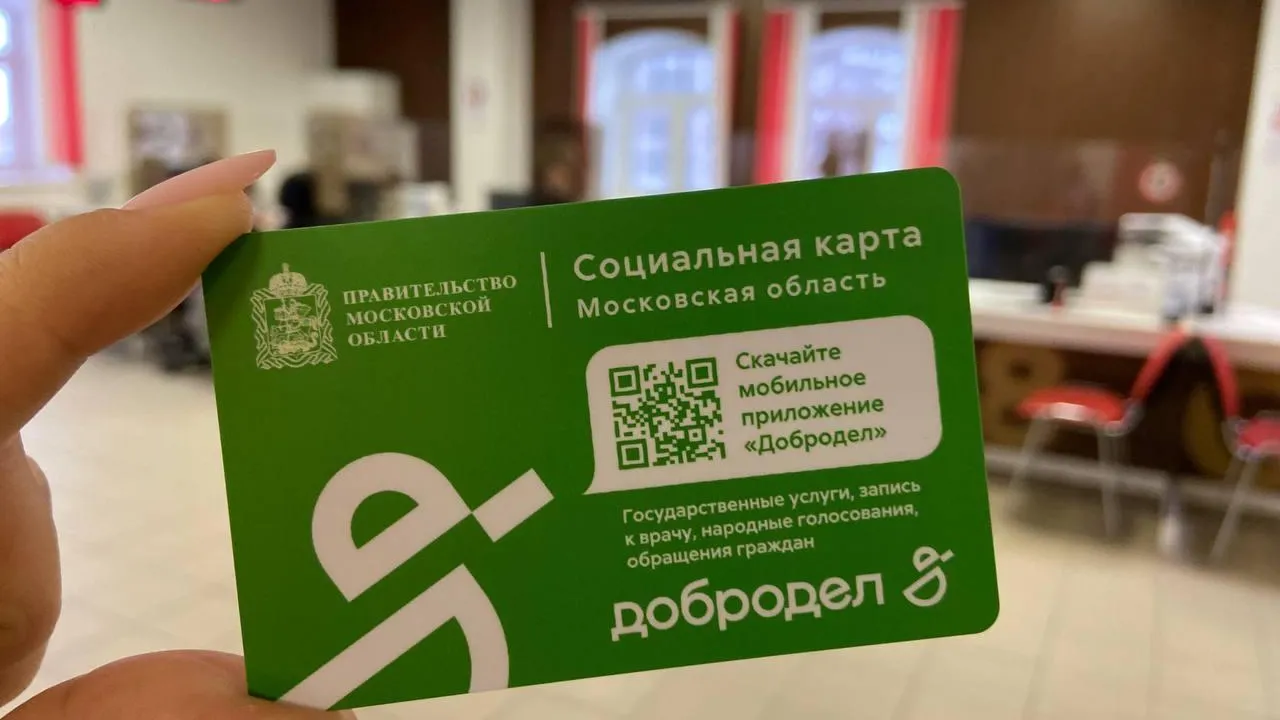 ПРАВИТЕЛЬСТВО
МОСКОВСКОЙ
ОБЛАСТИ
Социальная карта
Московская область
Скачайте
мобильное
приложение
«Добродел»
Государственные услуги, запись
к врачу, народные голосования,
обращения граждан
добродел